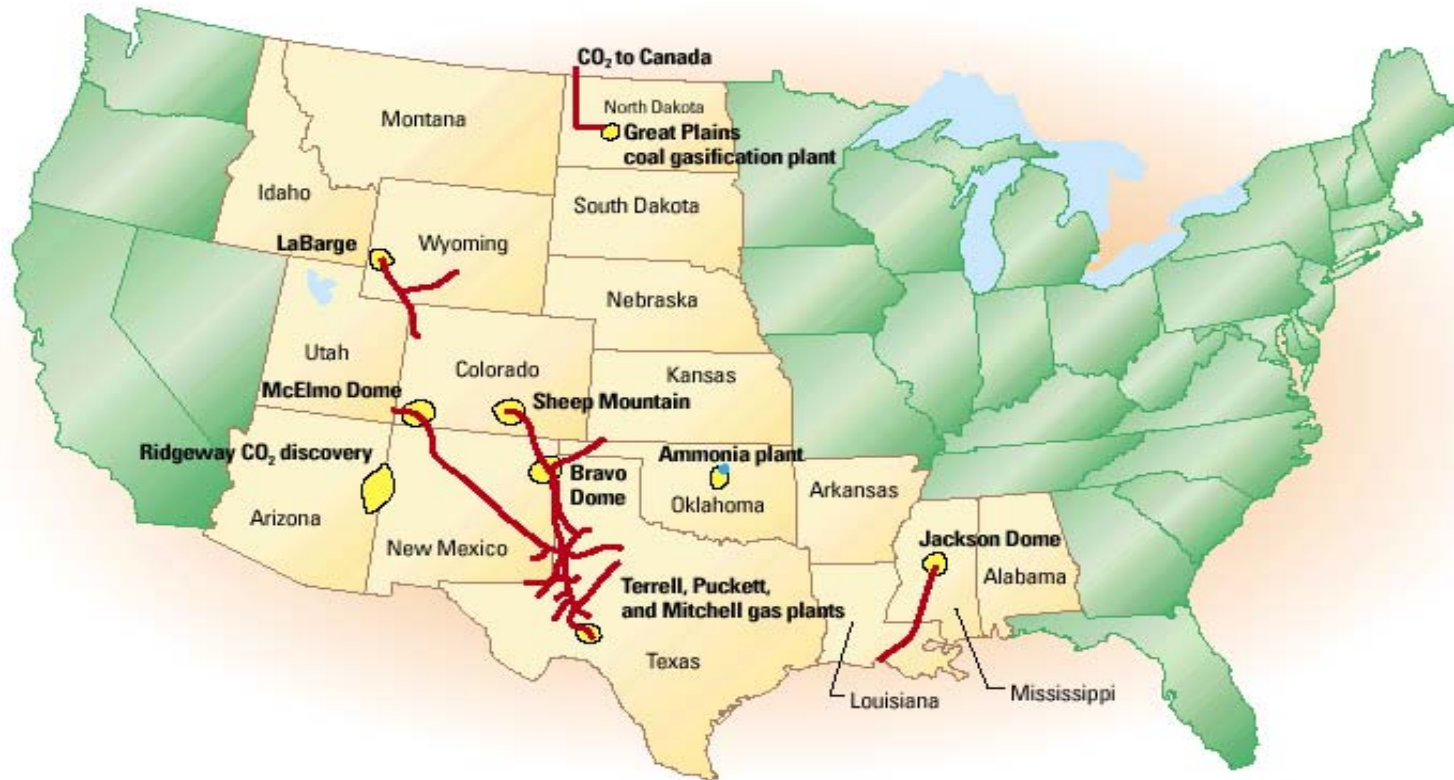 CO₂ to Canada
North Dakota
Montana
Great Plains
coal gasification plant
Idaho
South Dakota
LaBarge
Wyoming
Nebraska
Utah
Colorado
Kansas
McElmo Dome
Sheep Mountain
Ridgeway CO₂ discovery
Ammonia plant
Bravo
Dome
Arkansas
Oklahoma
Arizona
New Mexico
Jackson Dome
Alabama
Terrell, Puckett,
and Mitchell gas plants
Texas
Louisiana
Mississippi